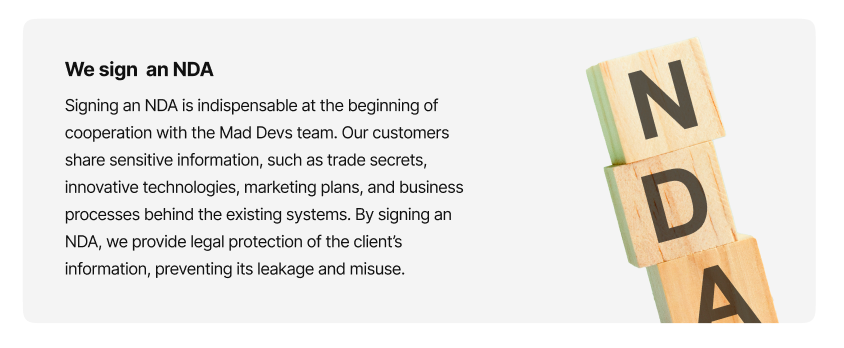 We sign  an NDA
Signing an NDA is indispensable at the beginning of
cooperation with the Mad Devs team. Our customers
share sensitive information, such as trade secrets,
innovative technologies, marketing plans, and business
processes behind the existing systems. By signing an
NDA, we provide legal protection of the client’s
information, preventing its leakage and misuse.
N
D
A